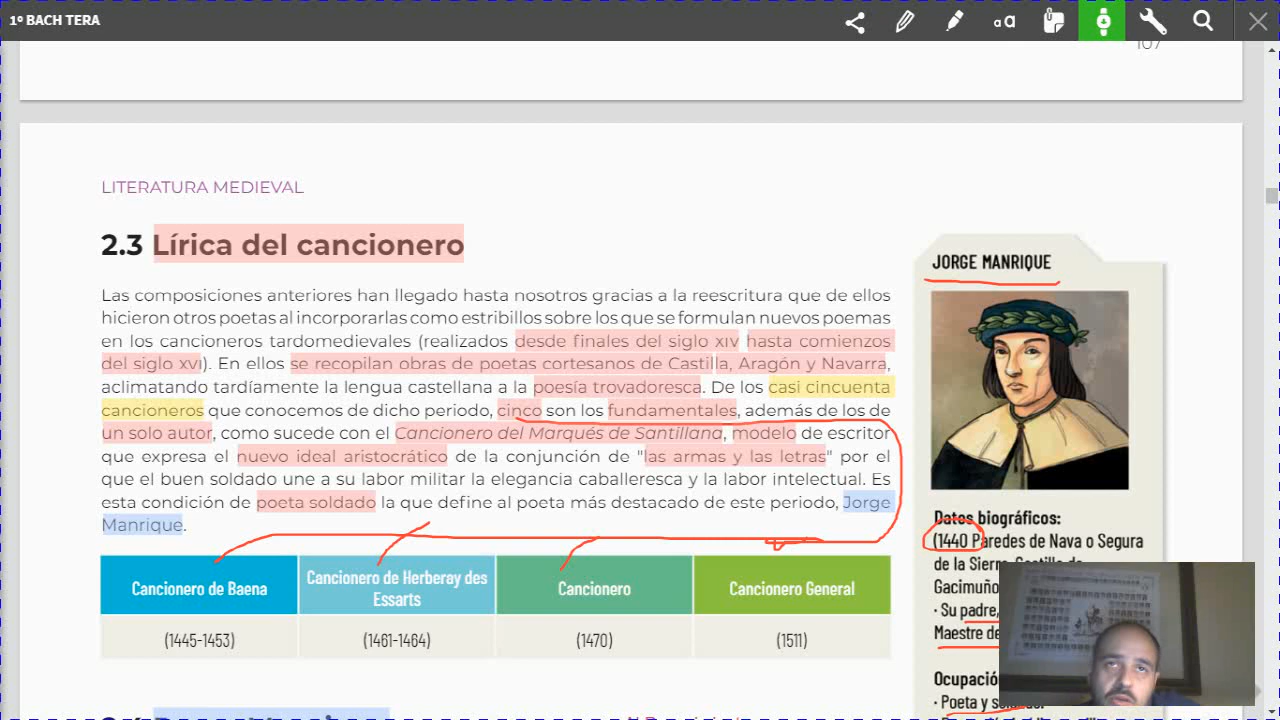 1º BACH TERA
a a
107
LITERATURA MEDIEVAL
2.3 Lírica del cancionero
Las composiciones anteriores han llegado hasta nosotros gracias a la reescritura que de ellos
hicieron otros poetas al incorporarlas como estribillos sobre los que se formulan nuevos poemas
en los cancioneros tardomedievales (realizados desde finales del siglo XIV hasta comienzos
del siglo XVI). En ellos se recopilan obras de poetas cortesanos de Castilla, Aragón y Navarra,
aclimatando tardíamente la lengua castellana a la poesía trovadoresca. De los casi cincuenta
cancioneros que conocemos de dicho periodo, cinco son los fundamentales, además de los de
un solo autor, como sucede con el Cancionero del Marqués de Santillana, modelo de escritor
que expresa el nuevo ideal aristocrático de la conjunción de "las armas y las letras" por el
que el buen soldado une a su labor militar la elegancia caballeresca y la labor intelectual. Es
esta condición de poeta soldado la que define al poeta más destacado de este periodo, Jorge
Manrique.
Cancionero de Baena
Cancionero de Herberay des
Essarts
Cancionero
Cancionero General
(1445-1453)
(1461-1464)
(1470)
(1511)
JORGE MANRIQUE
Datos biográficos:
(1440 Paredes de Nava o Segura
de la Sierra, Castillo de
Gacimuño
· Su padre,
Maestre de
Ocupació
· Poeta y